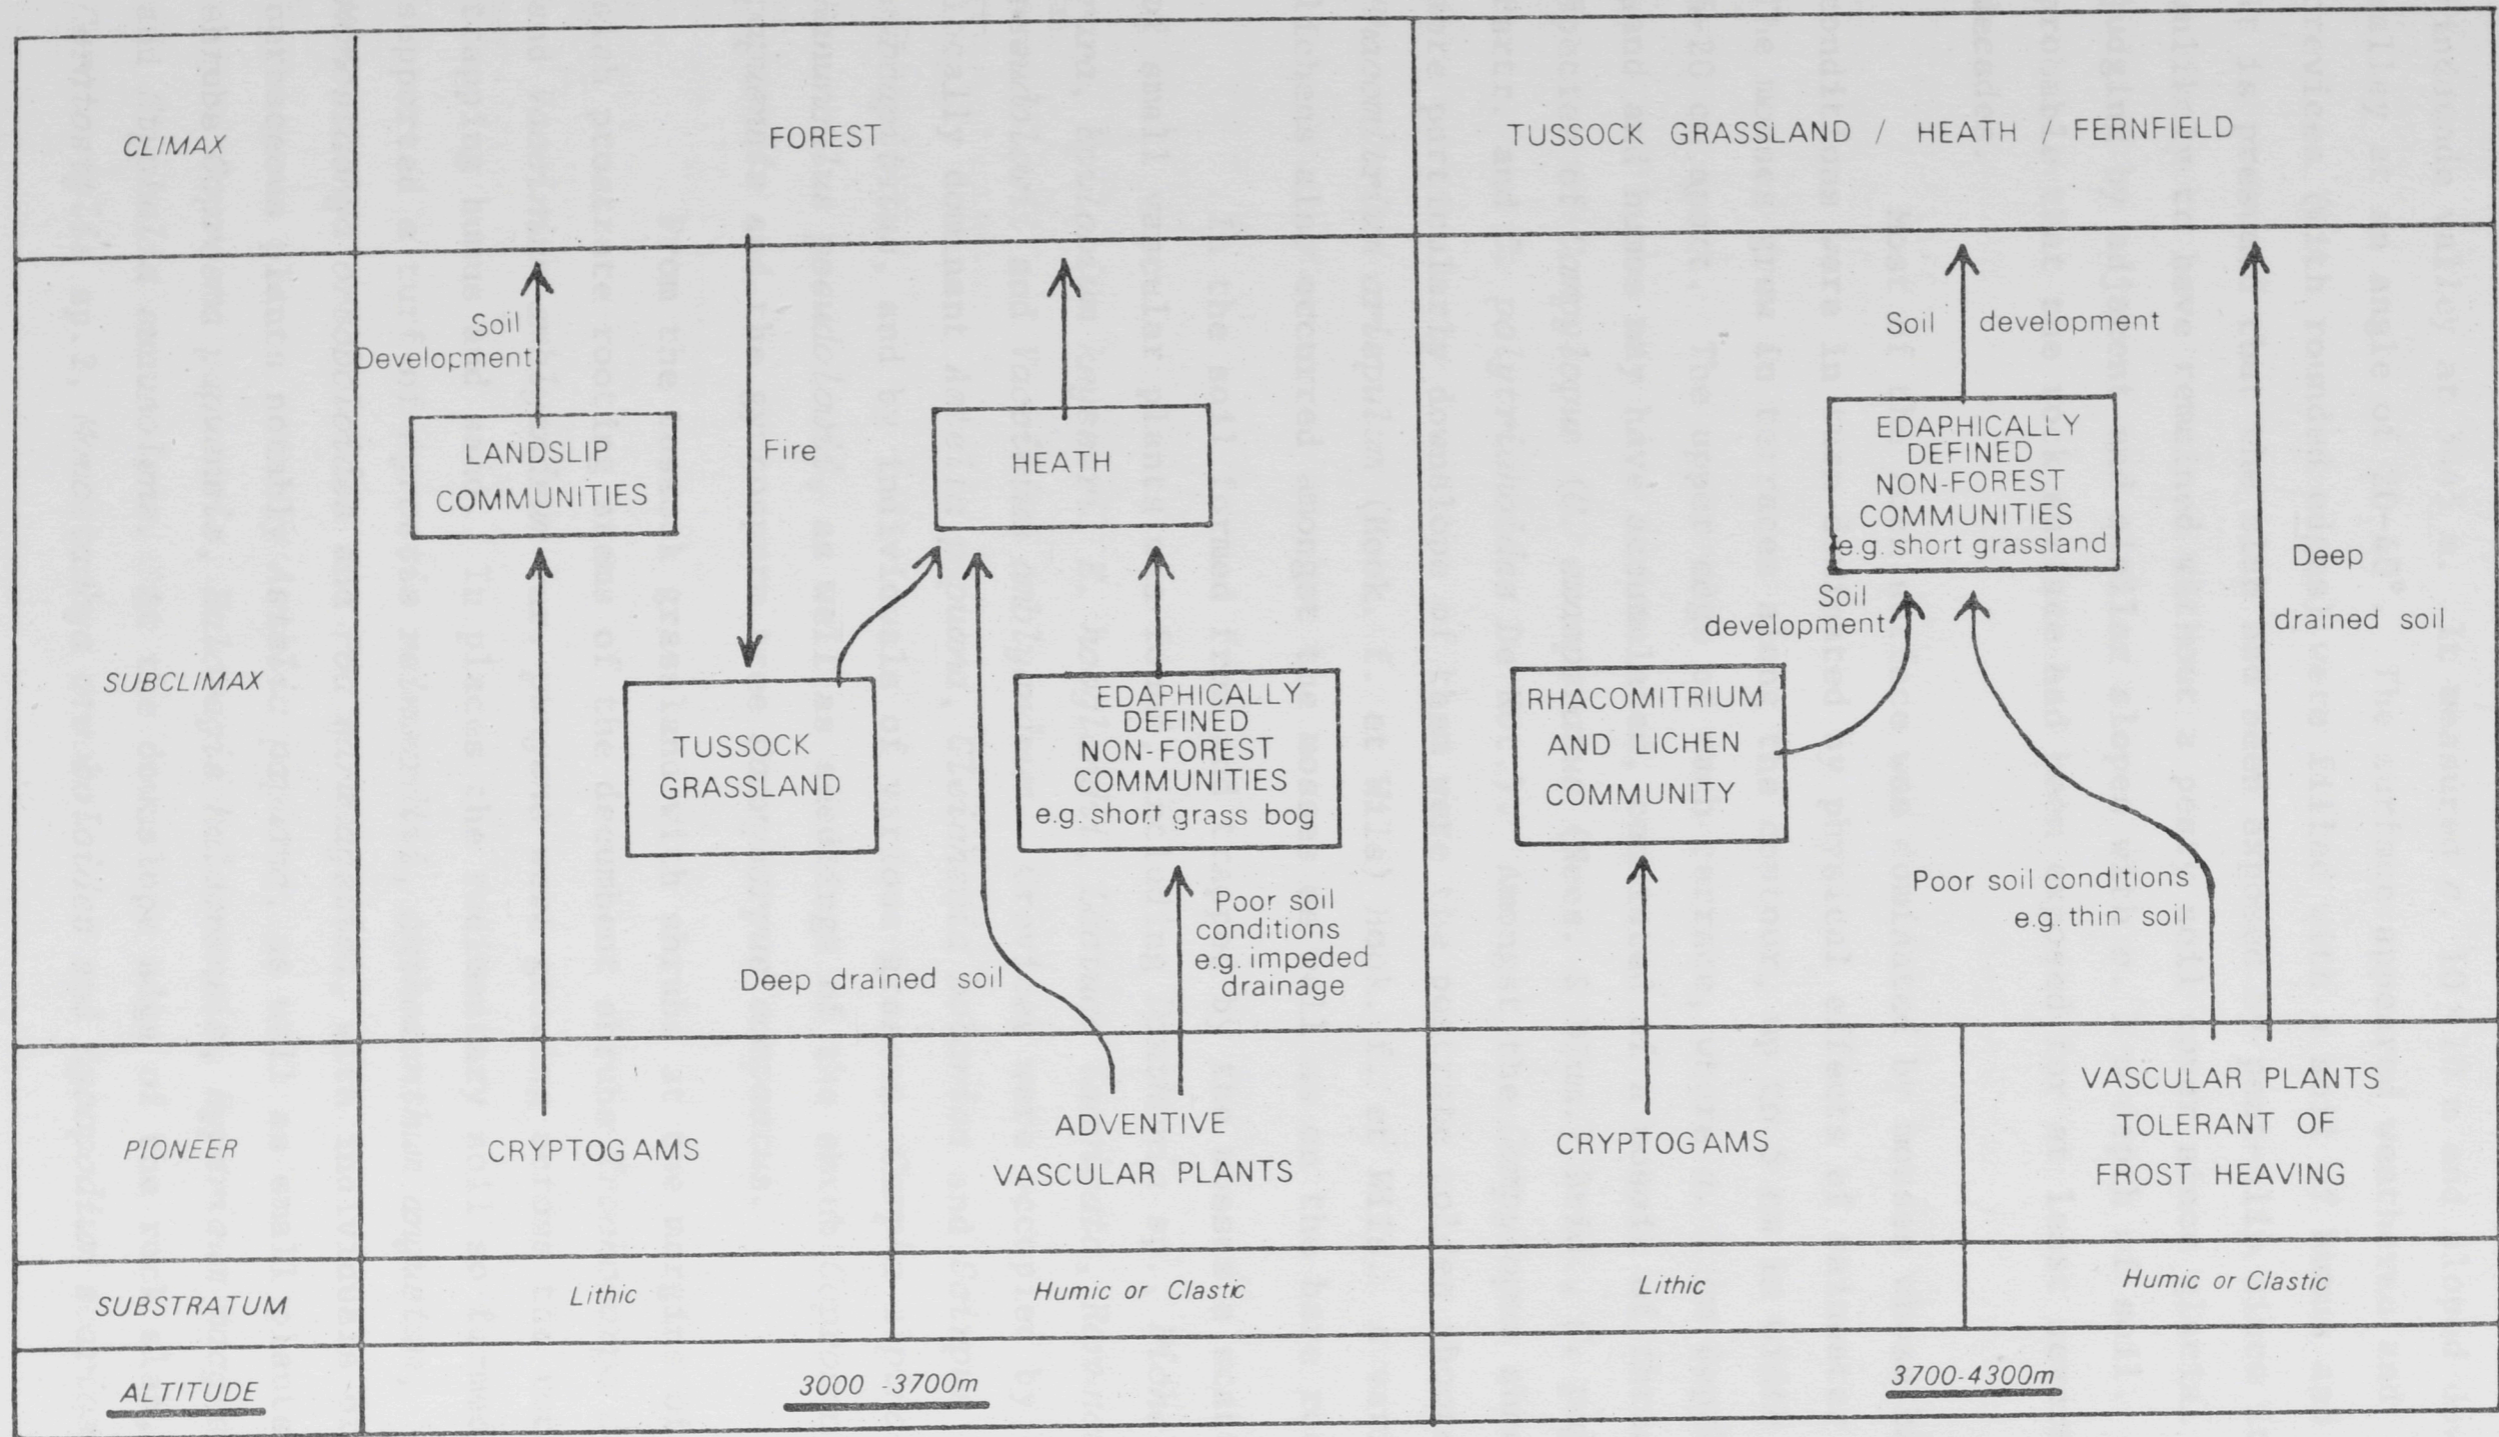 CLIMAX
FOREST
TUSSOCK GRASSLAND / HEATH / FERNFIELD
SUBCLIMAX
Soil
Development
LANDSLIP
COMMUNITIES
Fire
HEATH
TUSSOCK
GRASSLAND
EDAPHICALLY
DEFINED
NON-FOREST
COMMUNITIES
e.g. short grass bog
Deep drained soil
Poor soil
conditions
e.g. impeded
drainage
Soil development
EDAPHICALLY
DEFINED
NON-FOREST
COMMUNITIES
e.g. short grassland
Soil
development
RHACOMITRIUM
AND LICHEN
COMMUNITY
Deep
drained soil
Poor soil conditions
e.g. thin soil
PIONEER
CRYPTOGAMS
ADVENTIVE
VASCULAR PLANTS
CRYPTOGAMS
VASCULAR PLANTS
TOLERANT OF
FROST HEAVING
SUBSTRATUM
Lithic
Humic or Clastic
Lithic
Humic or Clastic
ALTITUDE
3000 -3700m
3700-4300m